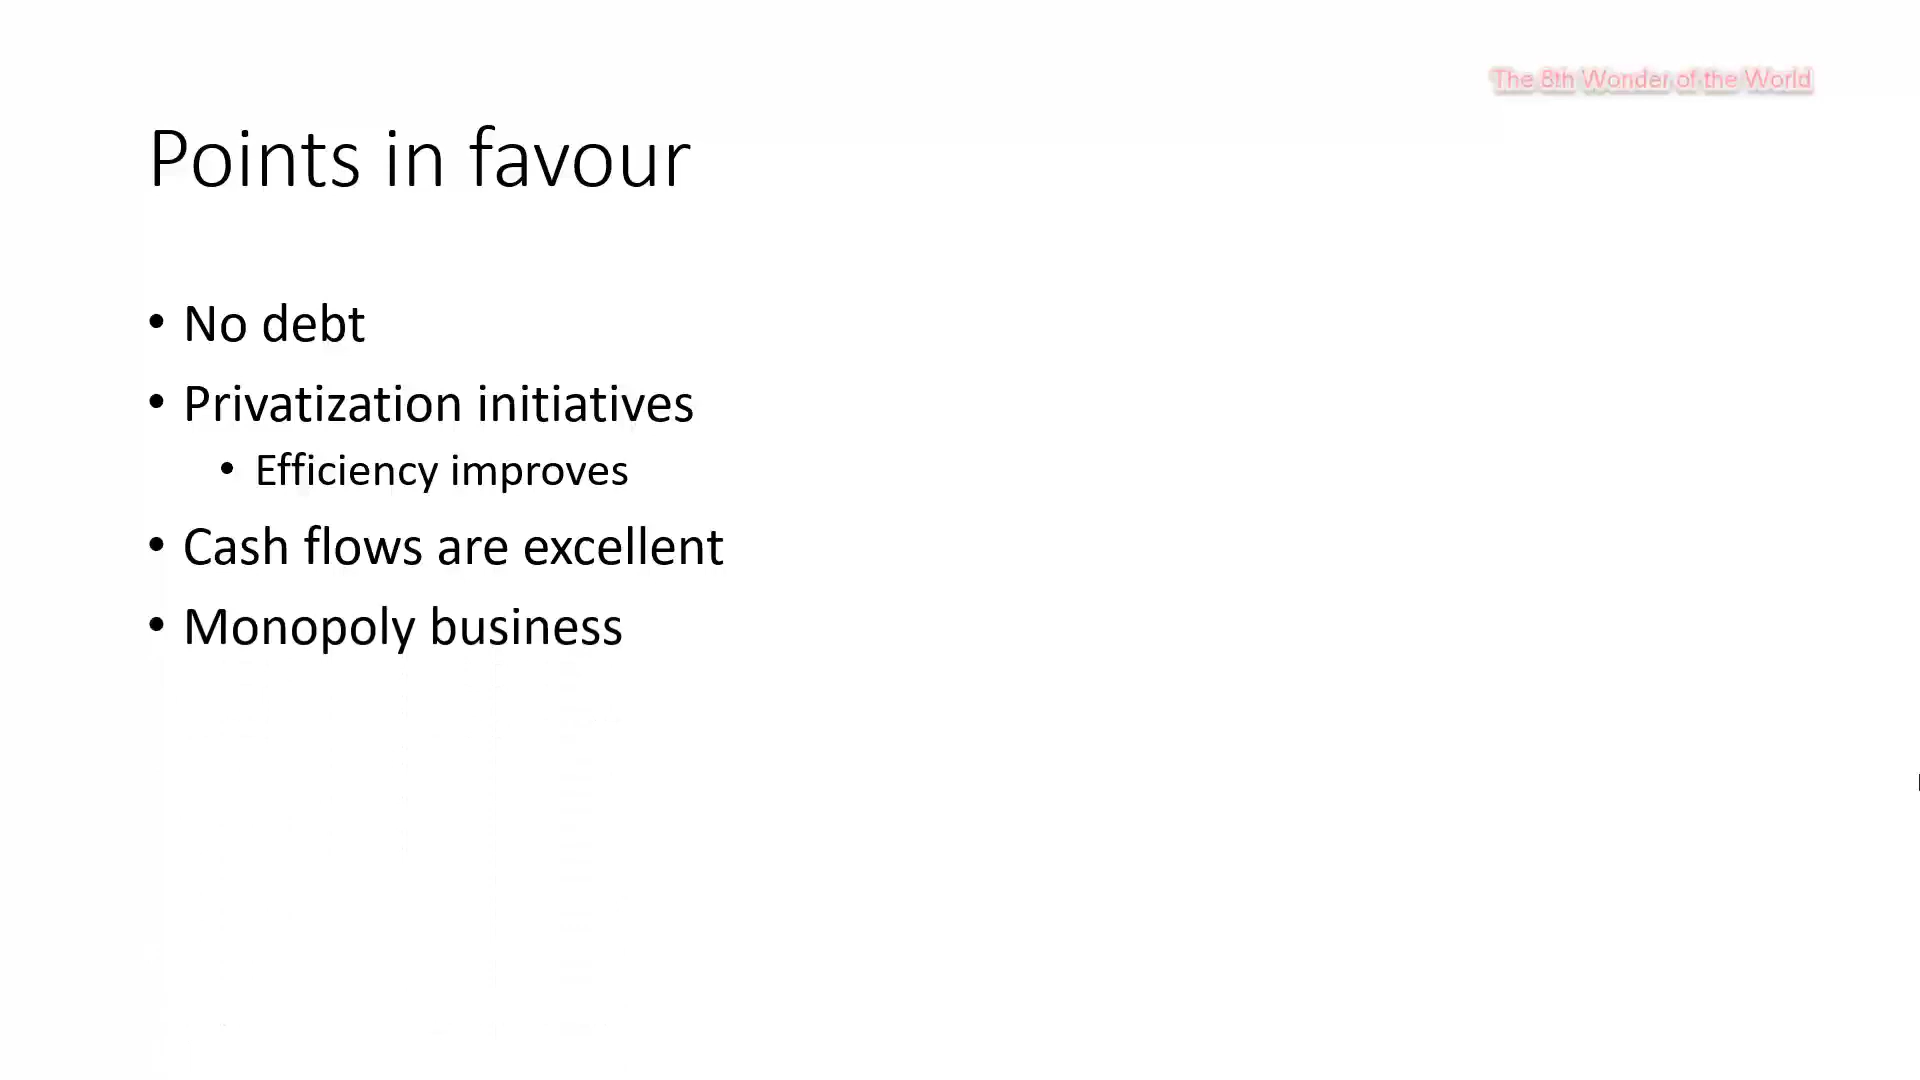 The 8th Wonder of the World
Points in favour
• No debt
• Privatization initiatives
• Efficiency improves
• Cash flows are excellent
• Monopoly business